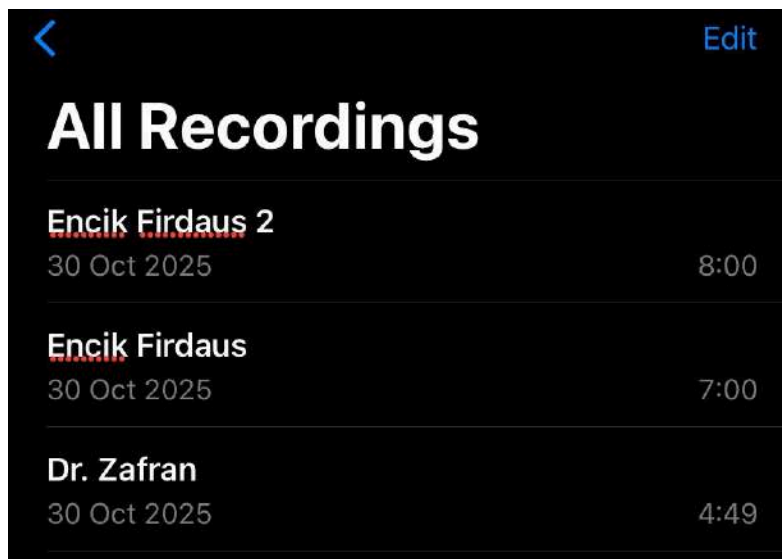 Edit
All Recordings
Encik Firdaus 2
30 Oct 2025 8:00
Encik Firdaus
30 Oct 2025 7:00
Dr. Zafran
30 Oct 2025 4:49